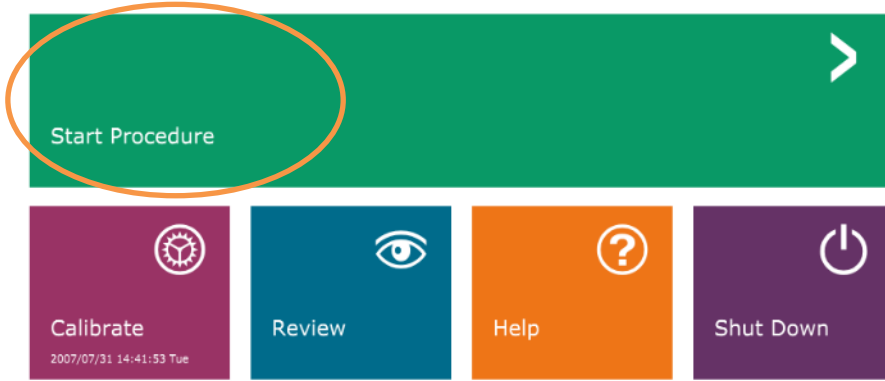 Start Procedure
Calibrate
2007/07/31 14:41:53 Tue
Review
Help
Shut Down